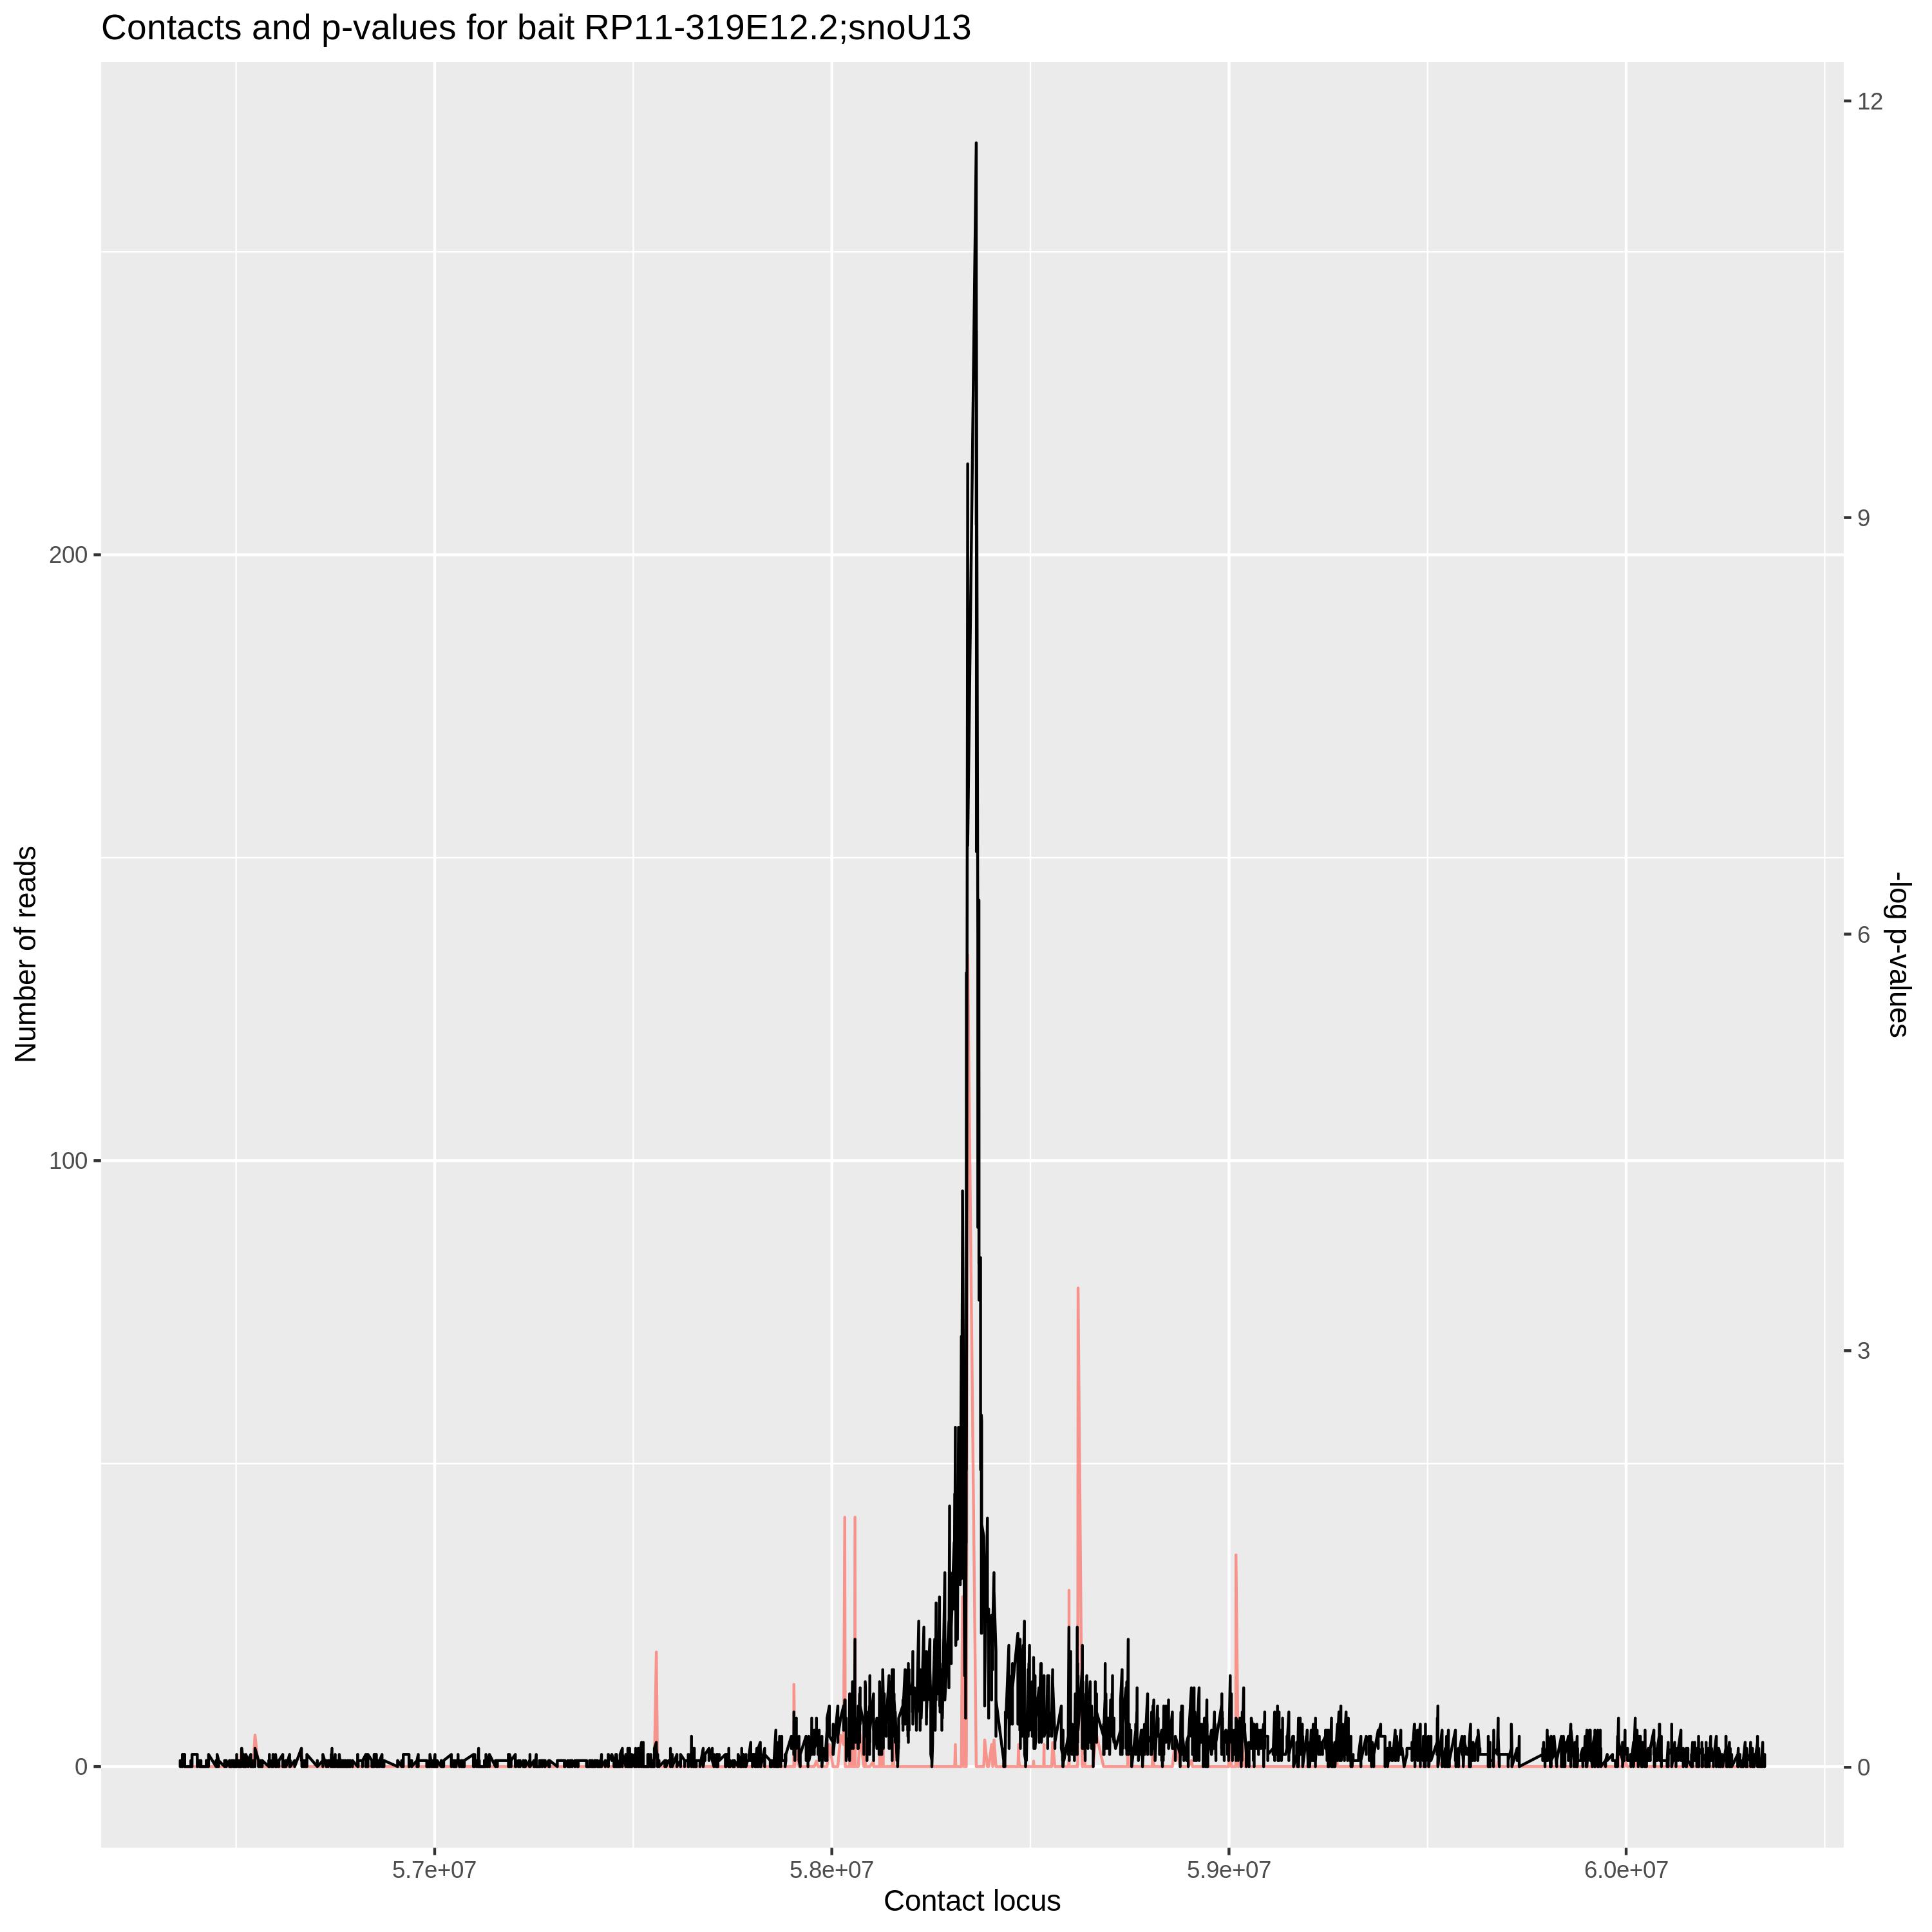 Contacts and p-values for bait RP11-319E12.2;snoU13
12
9
200
Number of reads
-log p-values
6
100
3
0
0
5.7e+07
5.8e+07
5.9e+07
6.0e+07
Contact locus